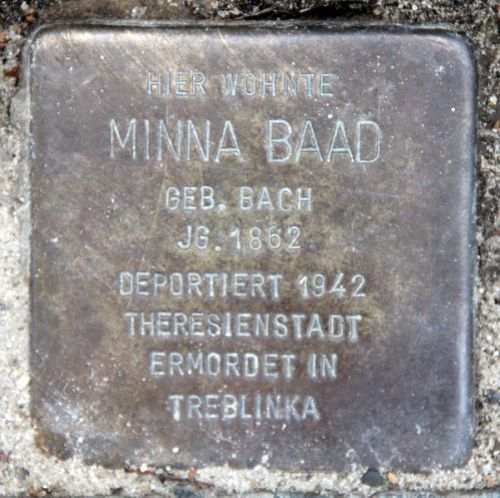 HIER WOHNTE
MINNA BAAD
GEB. BACH
JG. 1862
DEPORTIERT 1942
THERESIENSTADT
ERMORDET IN
TREBLINKA